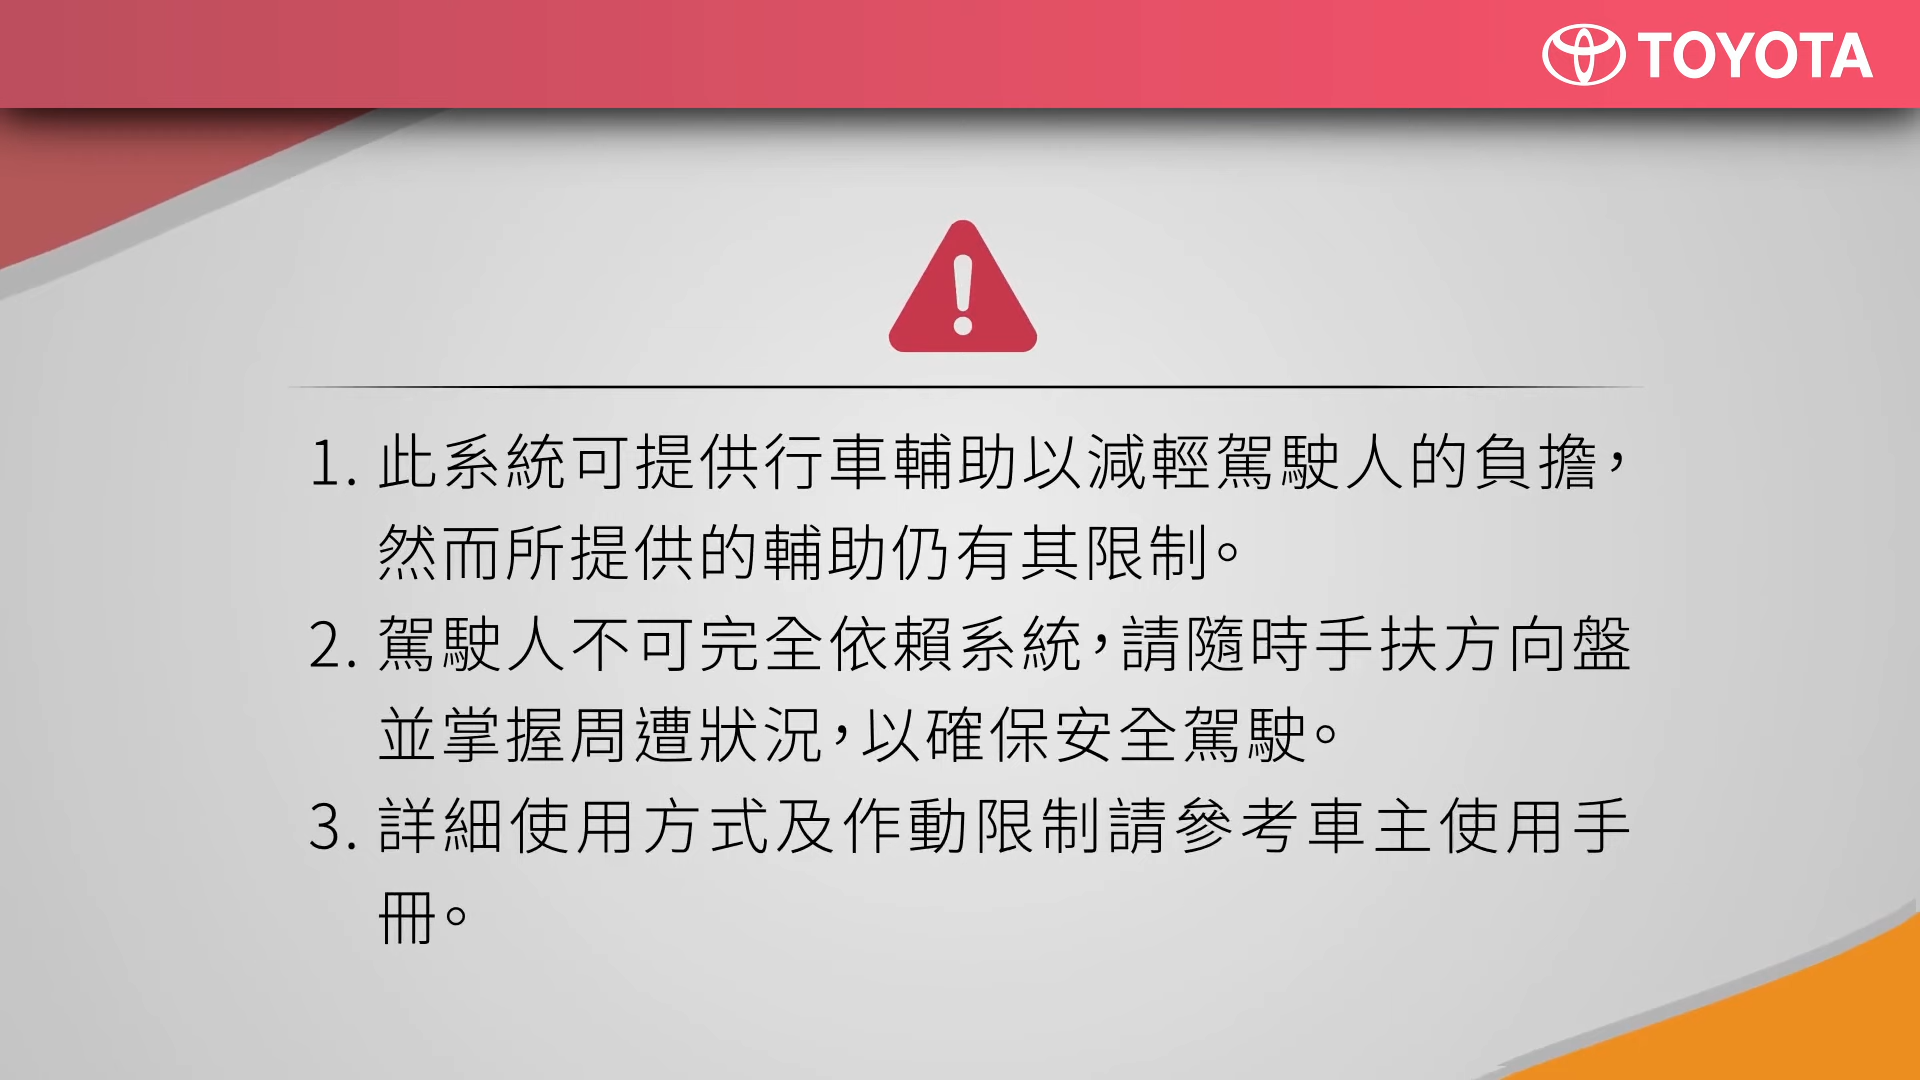 TOYOTA
1. 此系統可提供行車輔助以減輕駕駛人的負擔，
然而所提供的輔助仍有其限制。
2. 駕駛人不可完全依賴系統，請隨時手扶方向盤
並掌握周遭狀況，以確保安全駕駛。
3. 詳細使用方式及作動限制請參考車主使用手
冊。